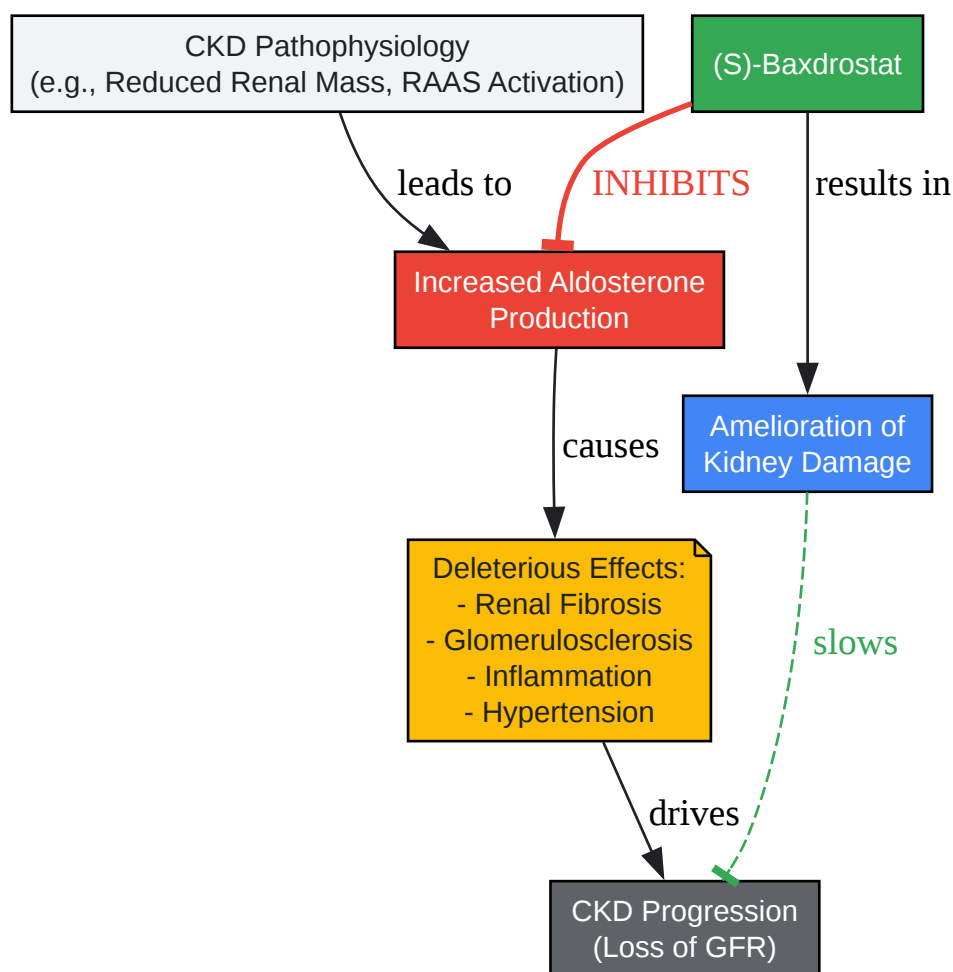 CKD Pathophysiology
(e.g., Reduced Renal Mass, RAAS Activation)
(S)-Baxdrostat
leads to
INHIBITS
results in
Increased Aldosterone
Production
causes
Amelioration of
Kidney Damage
Deleterious Effects:
- Renal Fibrosis
- Glomerulosclerosis
- Inflammation
- Hypertension
slows
drives
CKD Progression
(Loss of GFR)